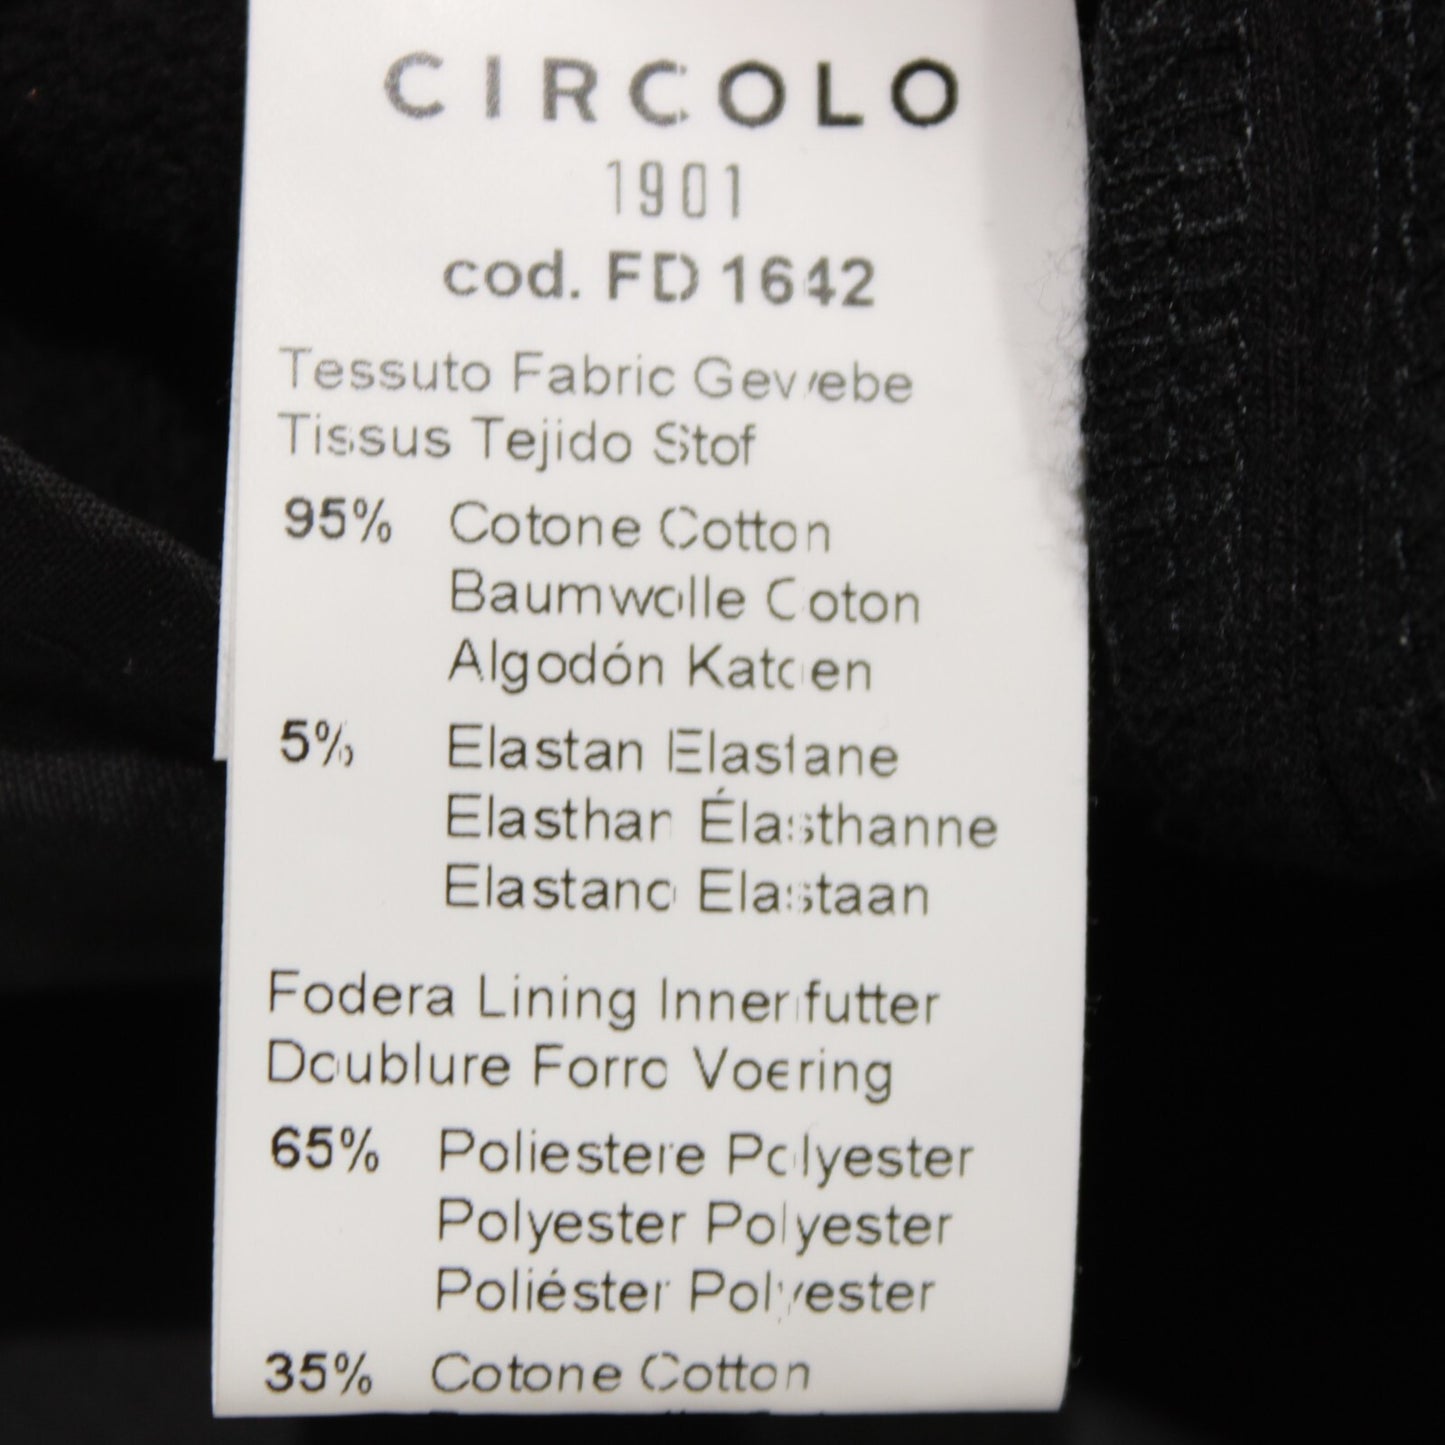 CIRCOLO
1901
cod. FD 1642
Tessuto Fabric Gewebe
Tissus Tejido Stof
95% Cotone Cotton
Baumwolle Coton
Algodón Katoen
5% Elastan Elastane
Elasthan Élasthanne
Elastano Elastaan
Fodera Lining Innenfutter
Doublure Forro Voering
65% Poliestere Polyester
Polyester Polyester
Poliéster Polyester
35% Cotone Cotton